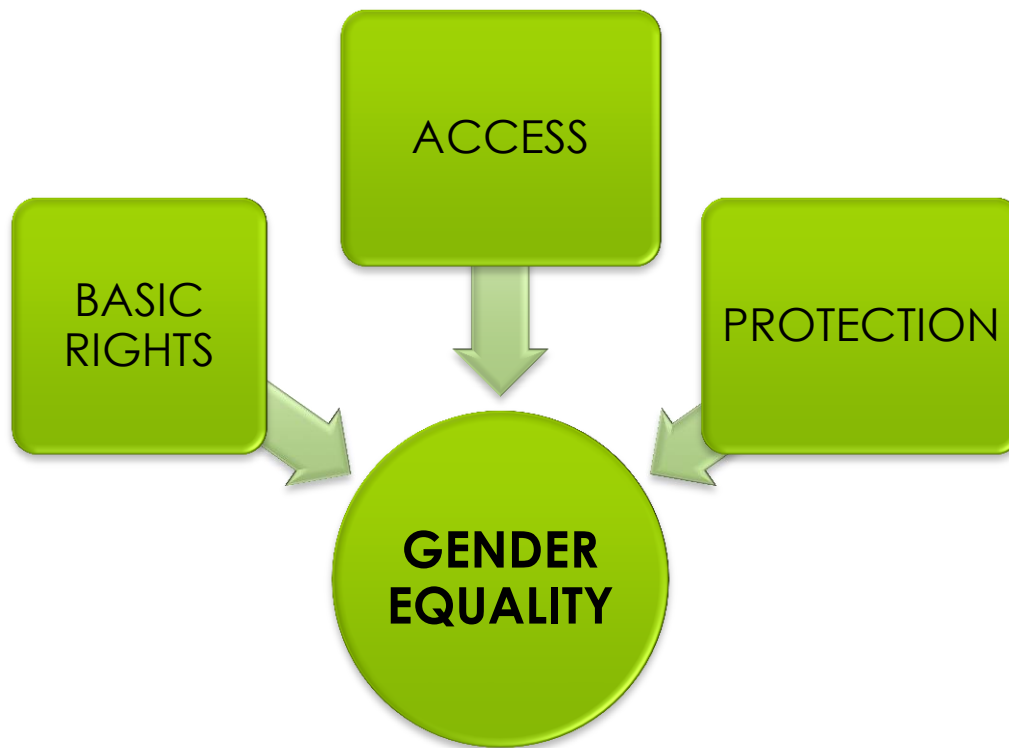 ACCESS
BASIC
RIGHTS
PROTECTION
GENDER
EQUALITY